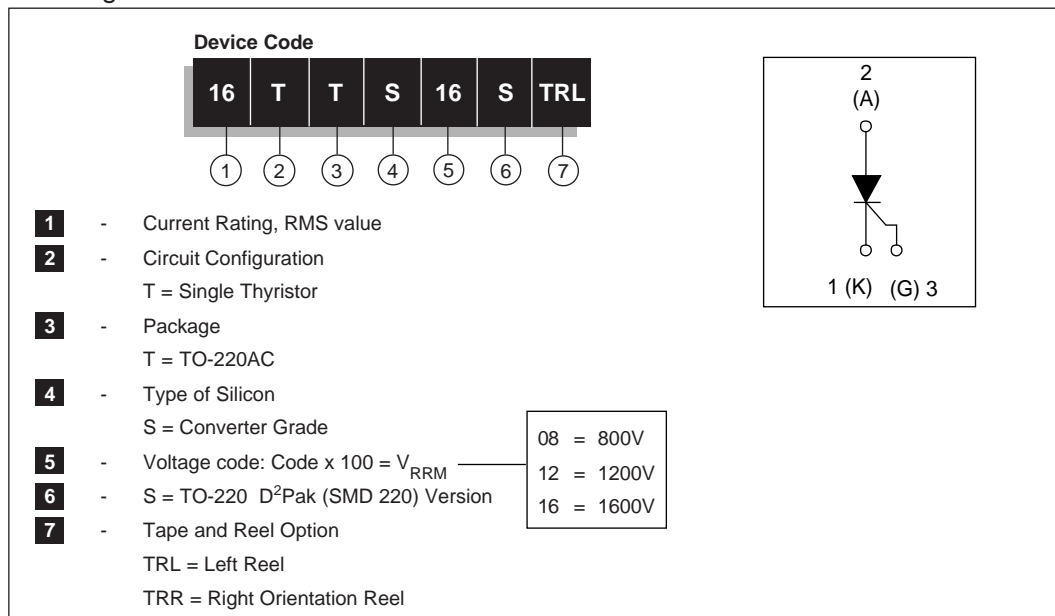 Device Code
16 T T S 16 S TRL
1 2 3 4 5 6 7
1 - Current Rating, RMS value
2 - Circuit Configuration
T = Single Thyristor
3 - Package
T = TO-220AC
4 - Type of Silicon
S = Converter Grade
5 - Voltage code: Code x 100 = VRRM
6 - S = TO-220 D²Pak (SMD 220) Version
7 - Tape and Reel Option
TRL = Left Reel
TRR = Right Orientation Reel
08 = 800V
12 = 1200V
16 = 1600V
2
(A)
1 (K) (G) 3